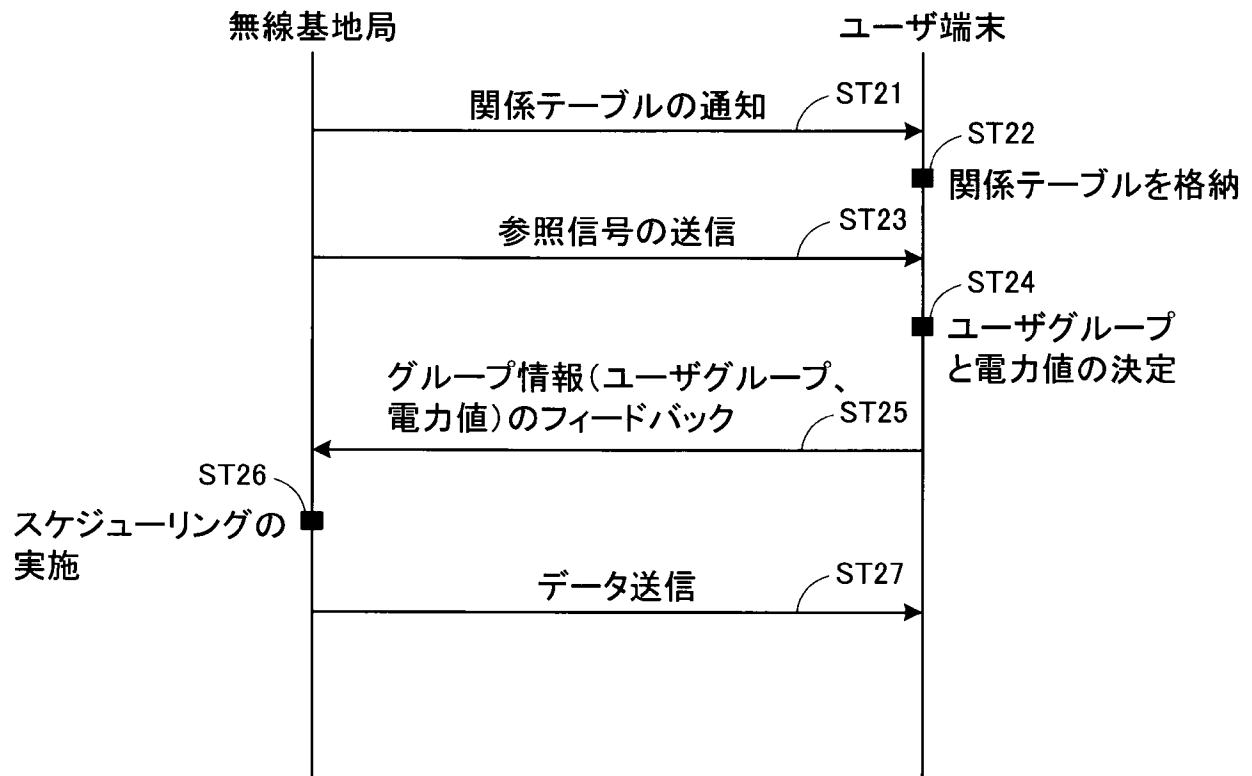 無線基地局
ユーザ端末
関係テーブルの通知
ST21
ST22
関係テーブルを格納
参照信号の送信
ST23
ST24
ユーザグループ
と電力値の決定
グループ情報(ユーザグループ、
電力値)のフィードバック
ST25
ST26
スケジューリングの
実施
データ送信
ST27